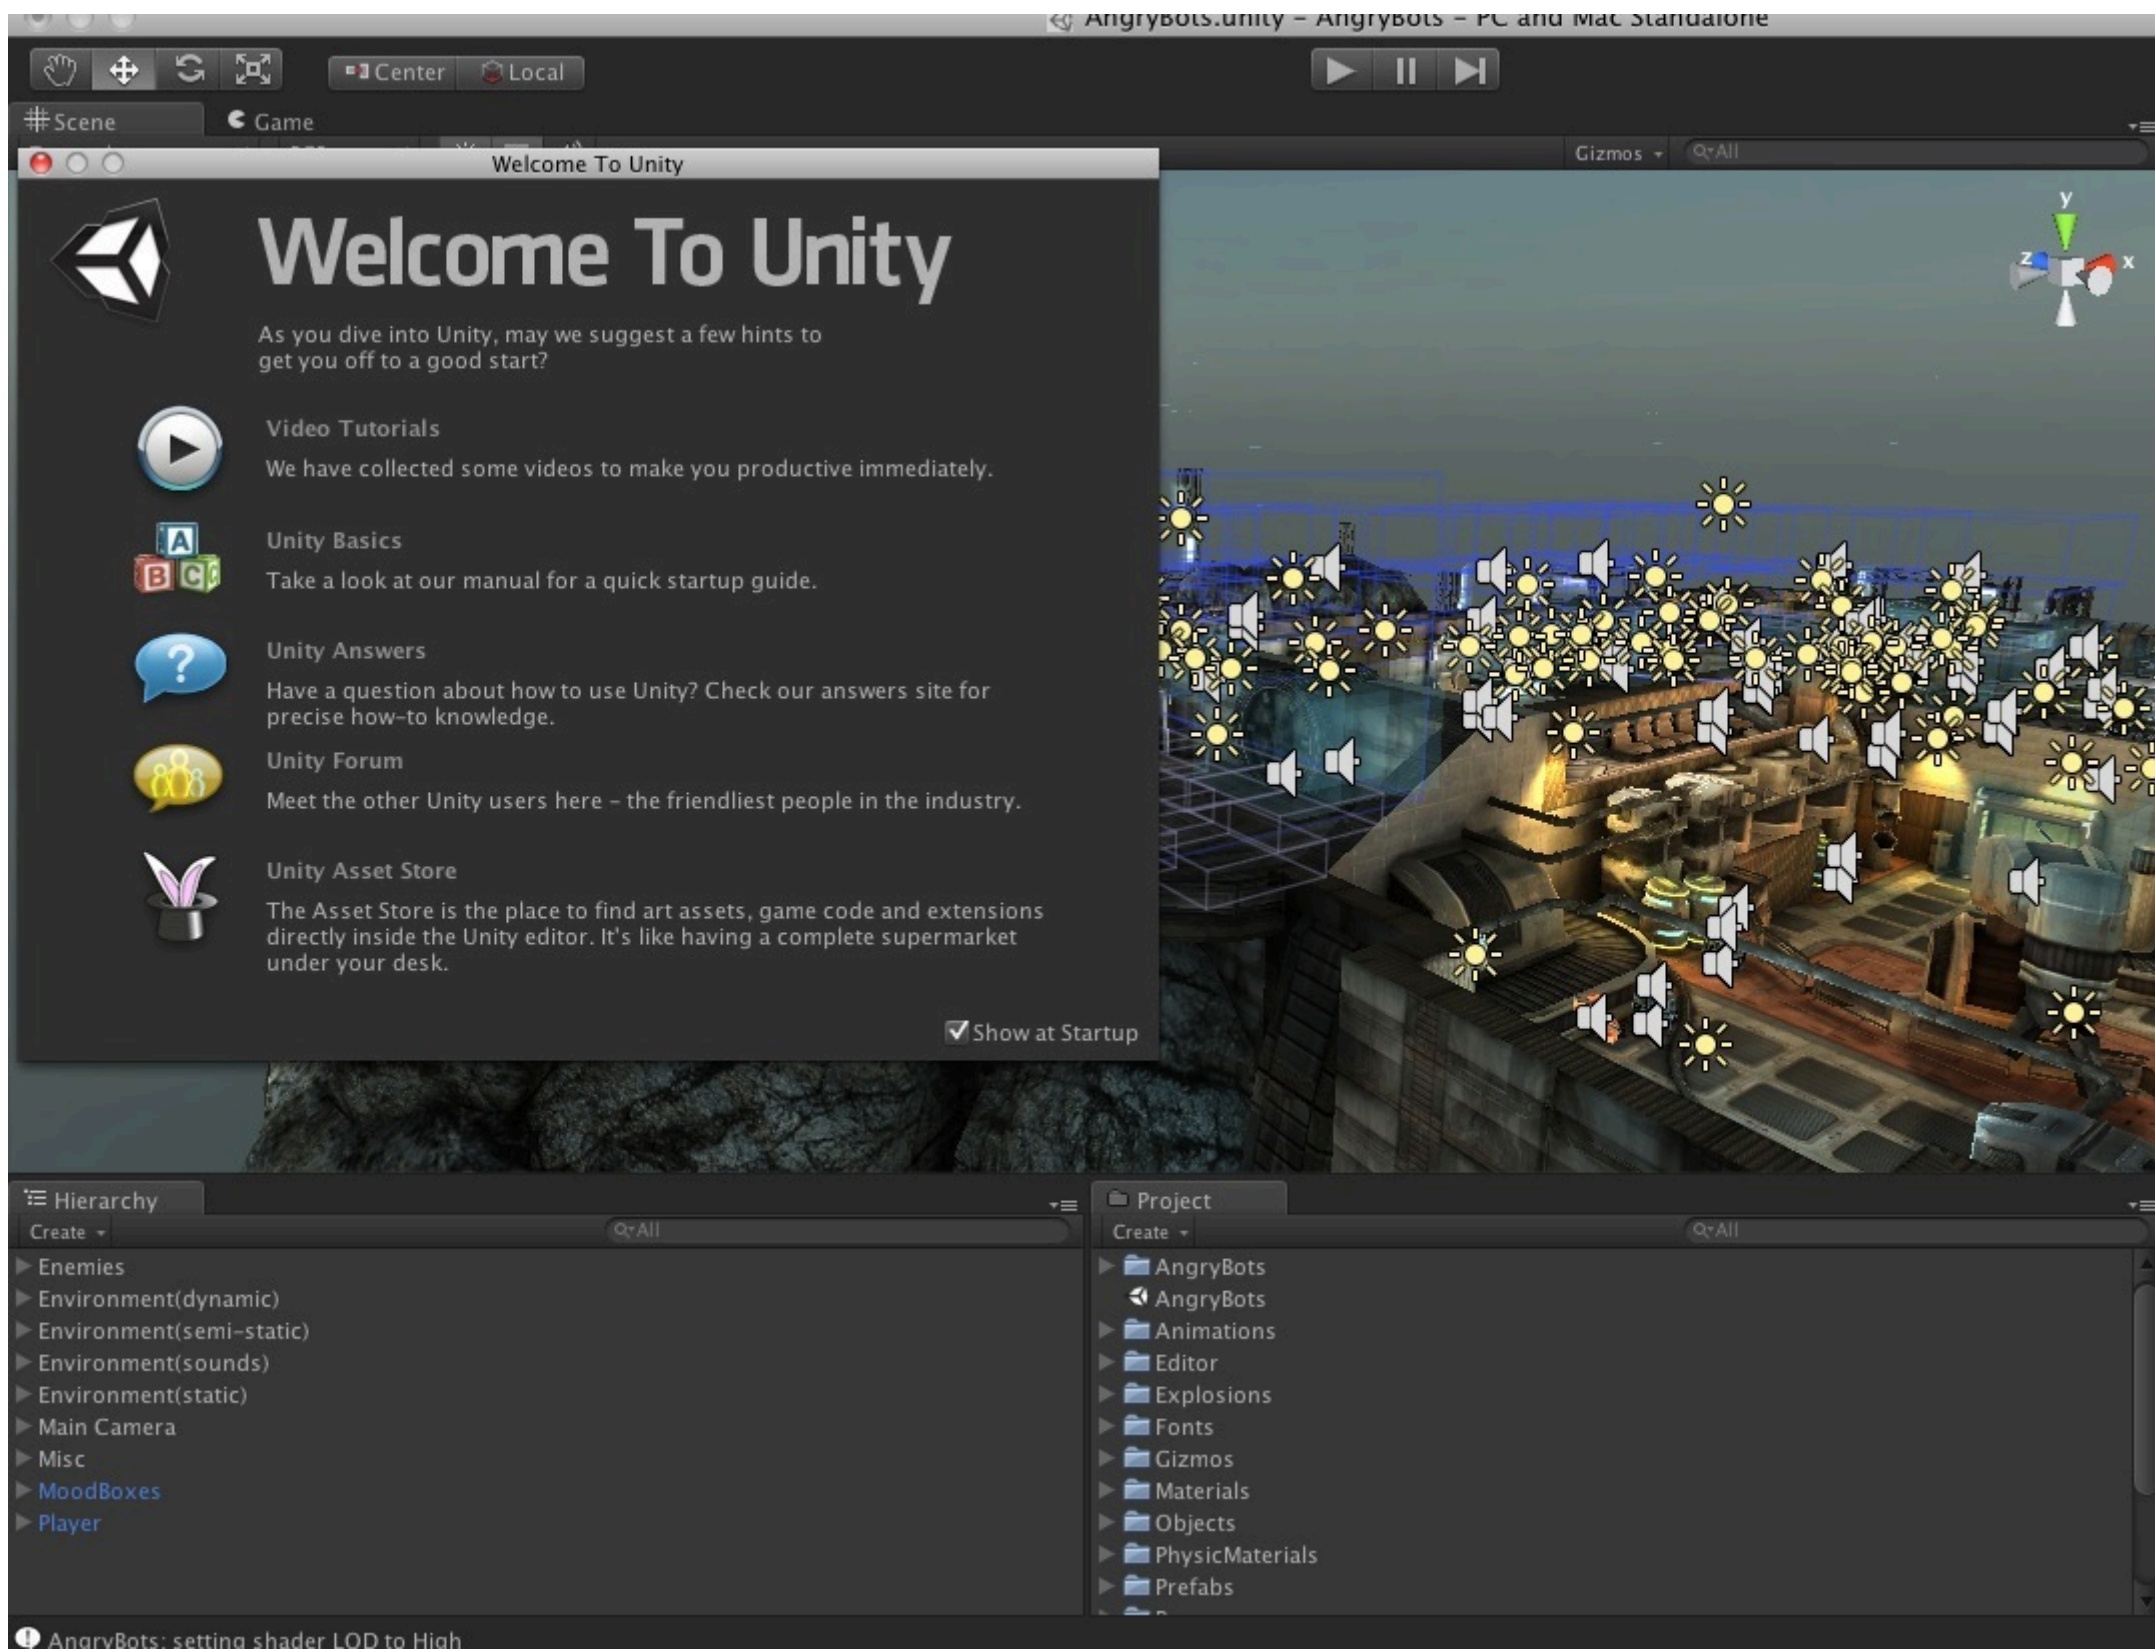 AngryBots.unity – AngryBots – PC and Mac Standalone
Center Local
Scene Game
Gizmos All
Welcome To Unity
Welcome To Unity
As you dive into Unity, may we suggest a few hints to
get you off to a good start?
Video Tutorials
We have collected some videos to make you productive immediately.
Unity Basics
Take a look at our manual for a quick startup guide.
Unity Answers
Have a question about how to use Unity? Check our answers site for
precise how-to knowledge.
Unity Forum
Meet the other Unity users here – the friendliest people in the industry.
Unity Asset Store
The Asset Store is the place to find art assets, game code and extensions
directly inside the Unity editor. It's like having a complete supermarket
under your desk.
Show at Startup
y
z x
A
B C
?
Hierarchy
Create All
Enemies
Environment(dynamic)
Environment(semi-static)
Environment(sounds)
Environment(static)
Main Camera
Misc
MoodBoxes
Player
Project
Create All
AngryBots
AngryBots
Animations
Editor
Explosions
Fonts
Gizmos
Materials
Objects
PhysicMaterials
Prefabs
AngryBots: setting shader LOD to High